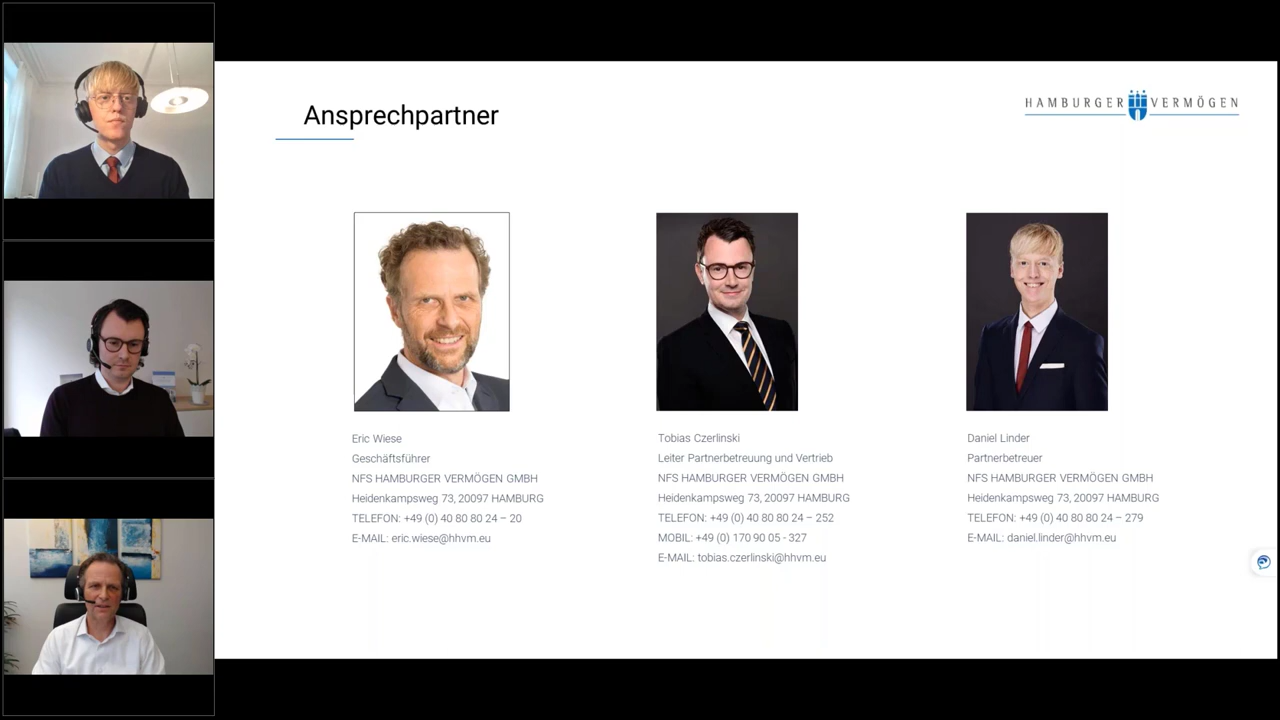 Ansprechpartner
HAMBURGER VERMÖGEN
Eric Wiese
Geschäftsführer
NFS HAMBURGER VERMÖGEN GMBH
Heidenkampsweg 73, 20097 HAMBURG
TELEFON: +49 (0) 40 80 80 24 – 20
E-MAIL: eric.wiese@hhvm.eu
Tobias Czerlinski
Leiter Partnerbetreuung und Vertrieb
NFS HAMBURGER VERMÖGEN GMBH
Heidenkampsweg 73, 20097 HAMBURG
TELEFON: +49 (0) 40 80 80 24 – 252
MOBIL: +49 (0) 170 90 05 - 327
E-MAIL: tobias.czerlinski@hhvm.eu
Daniel Linder
Partnerbetreuer
NFS HAMBURGER VERMÖGEN GMBH
Heidenkampsweg 73, 20097 HAMBURG
TELEFON: +49 (0) 40 80 80 24 – 279
E-MAIL: daniel.linder@hhvm.eu